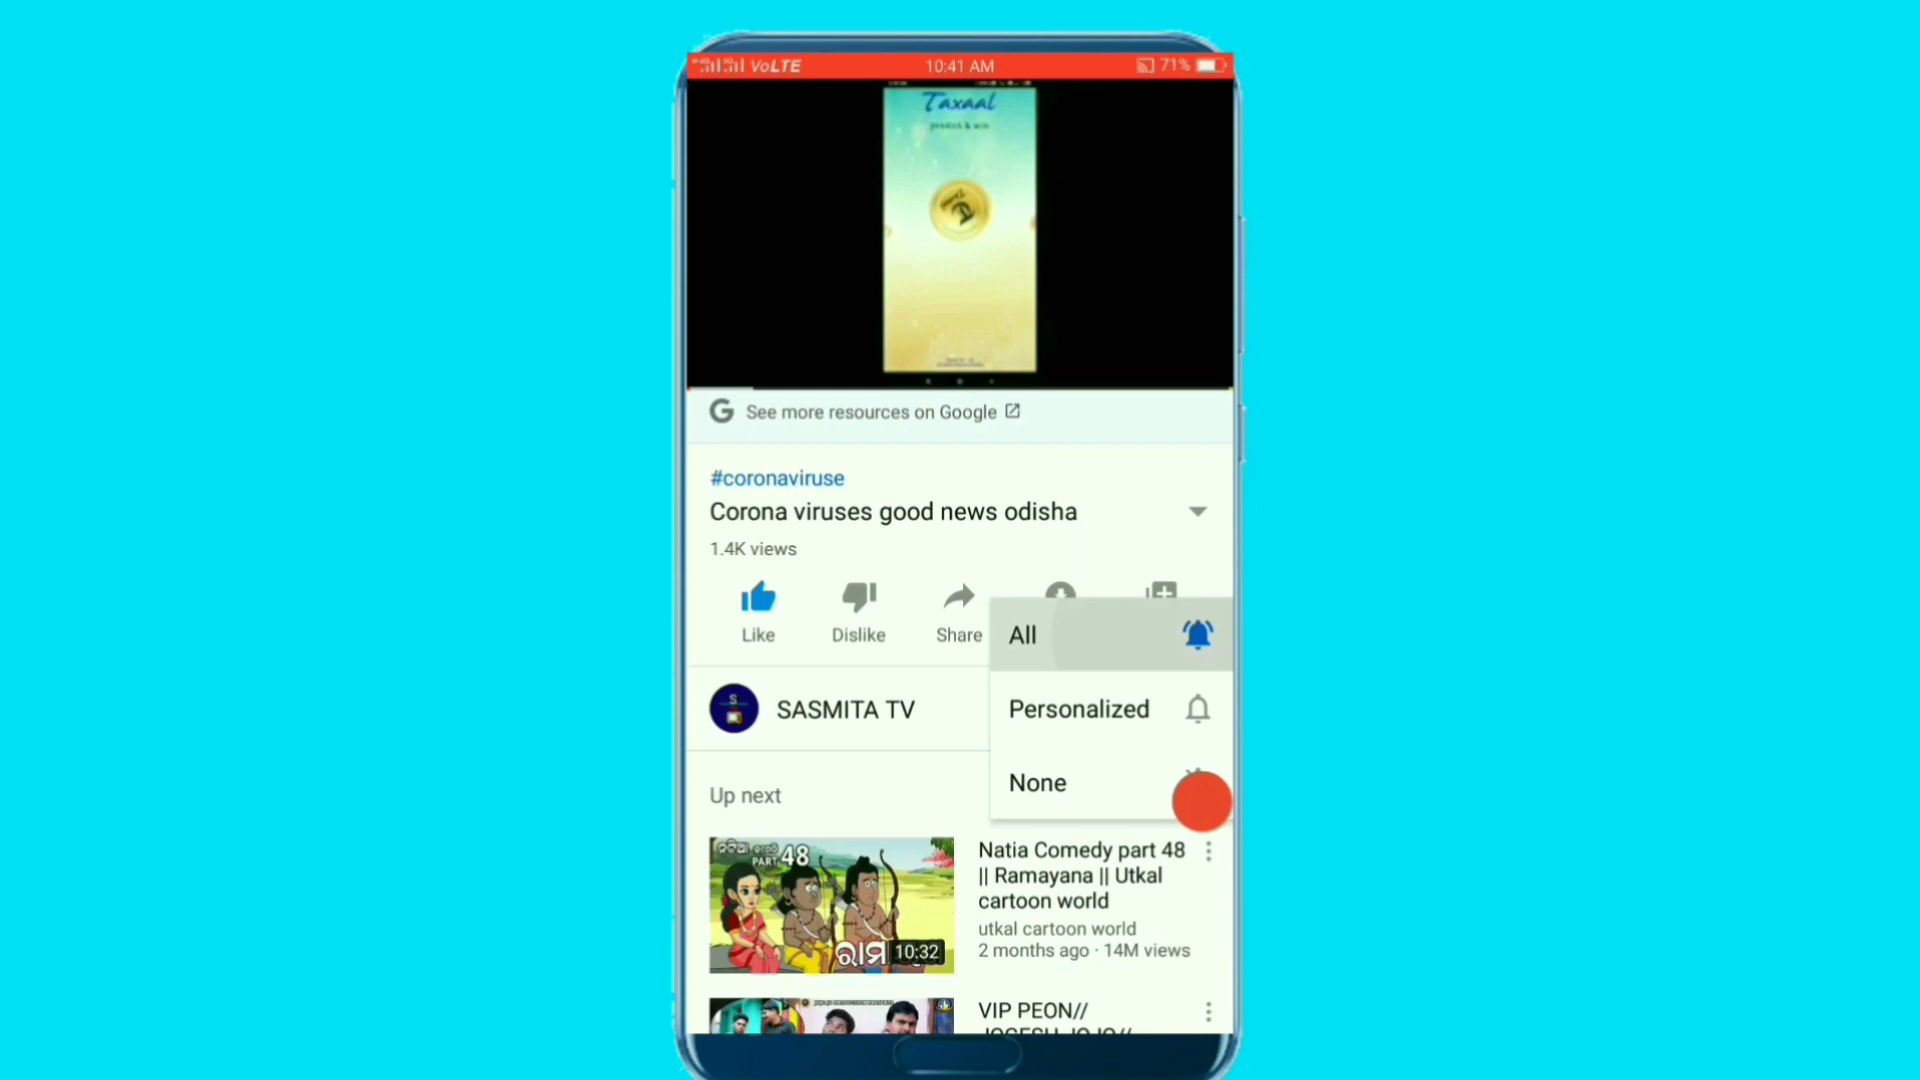 VoLTE 10:41 AM 71%
Taxaal
predict & win
See more resources on Google
#coronaviruse
Corona viruses good news odisha
1.4K views
Like Dislike Share
All
Personalized
None
SASMITA TV
Up next
PART 48
10:32
Natia Comedy part 48
|| Ramayana || Utkal
cartoon world
utkal cartoon world
2 months ago · 14M views
VIP PEON//